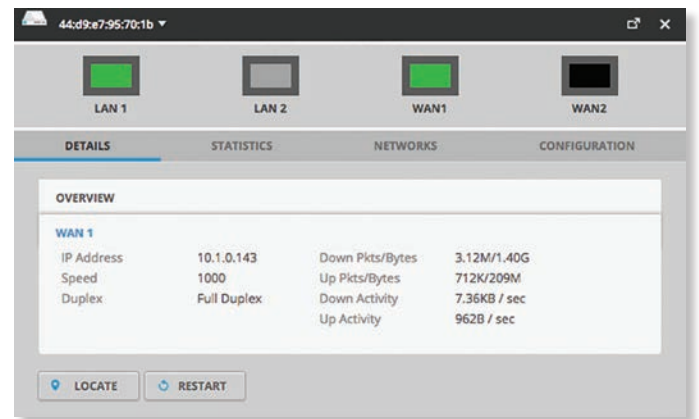 44:d9:e7:95:70:1b
LAN 1 LAN 2 WAN1 WAN2
DETAILS STATISTICS NETWORKS CONFIGURATION
OVERVIEW
WAN 1
IP Address 10.1.0.143 Down Pkts/Bytes 3.12M/1.40G
Speed 1000 Up Pkts/Bytes 712K/209M
Duplex Full Duplex Down Activity 7.36KB / sec
Up Activity 962B / sec
LOCATE RESTART